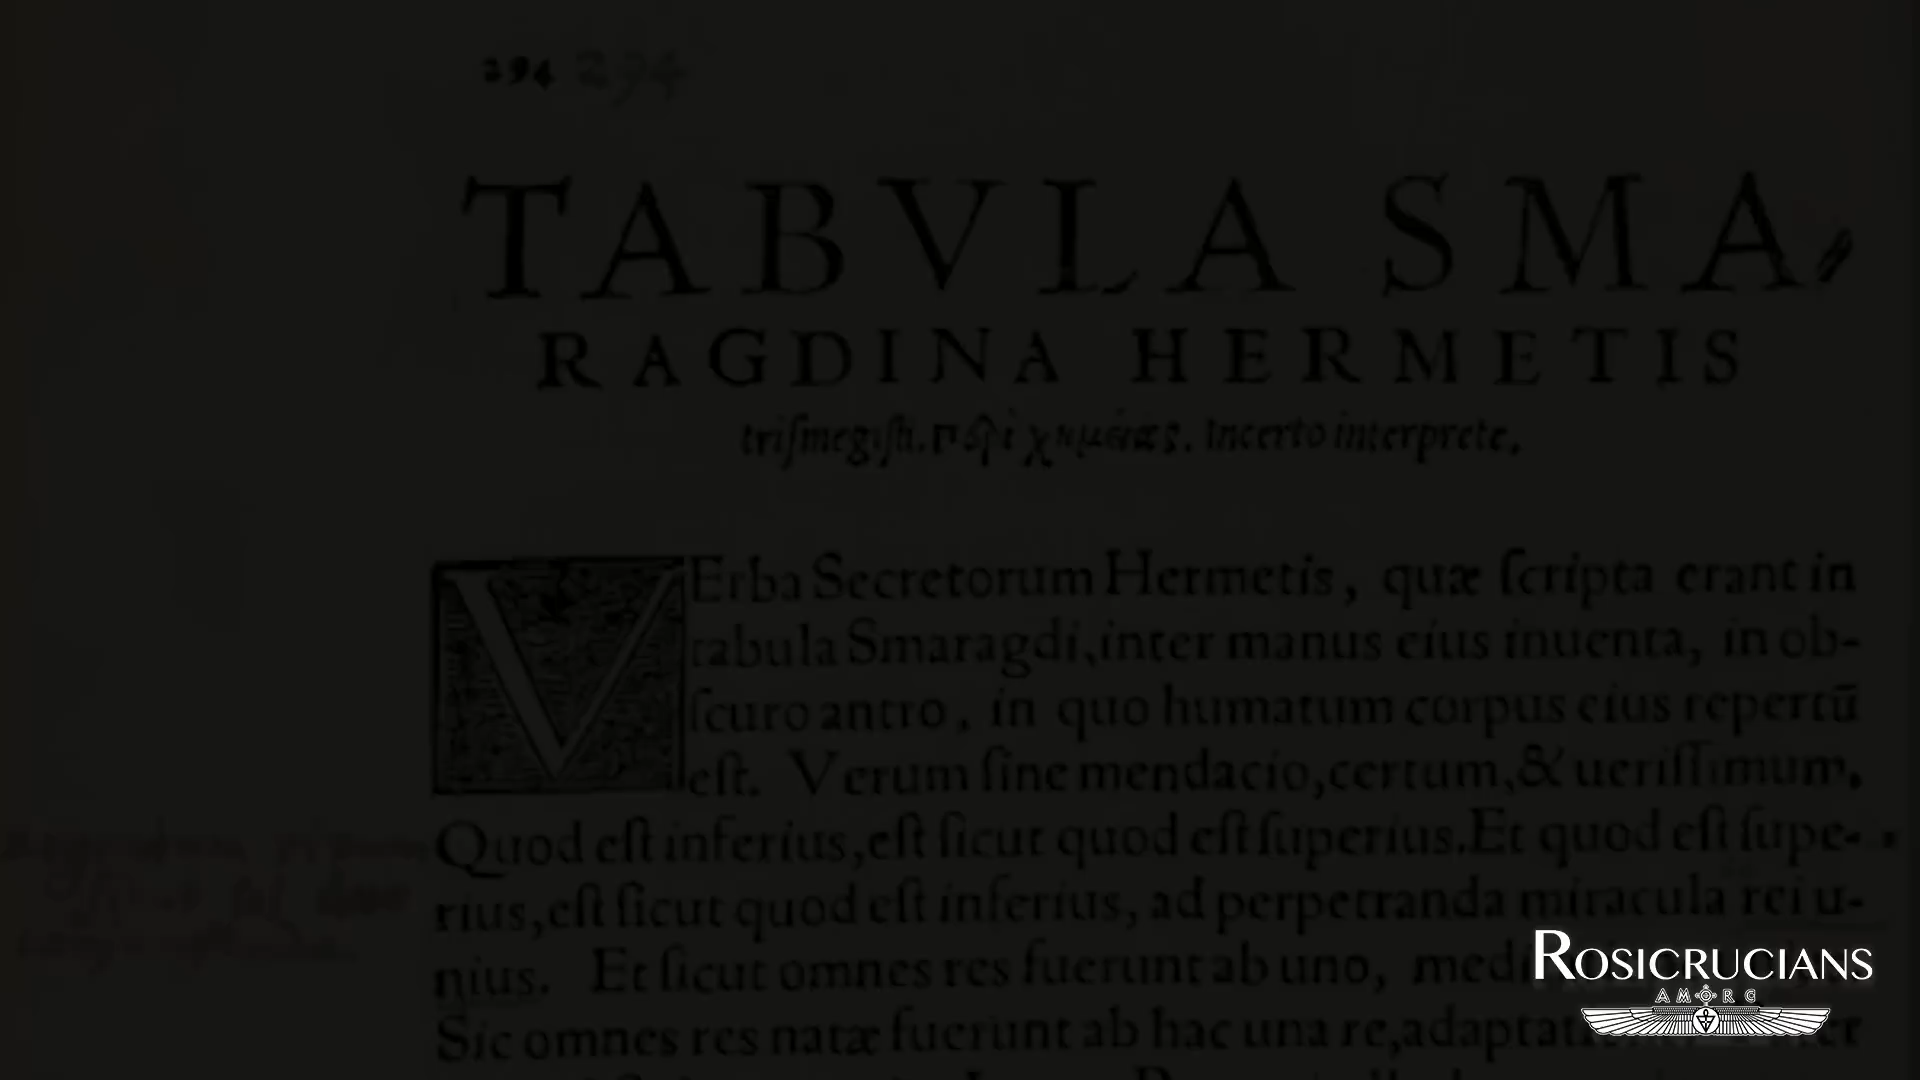 294 294
TABVLA SMA-
RAGDINA HERMETIS
triſmegiſti. Incerto interprete,
VErba Secretorum Hermetis, quæ ſcripta erant in
tabula Smaragdi, inter manus eius inuenta, in ob-
ſcuro antro, in quo humatum corpus eius repertū
eſt. Verum ſine mendacio, certum, & ueriſſimum.
Quod eſt inferius, eſt ſicut quod eſt ſuperius. Et quod eſt ſupe-
rius, eſt ſicut quod eſt inferius, ad perpetranda miracula rei u-
nius. Et ſicut omnes res fuerunt ab uno,
Sic omnes res natæ fuerunt ab hac una re,
ROSICRUCIANS
AMORC